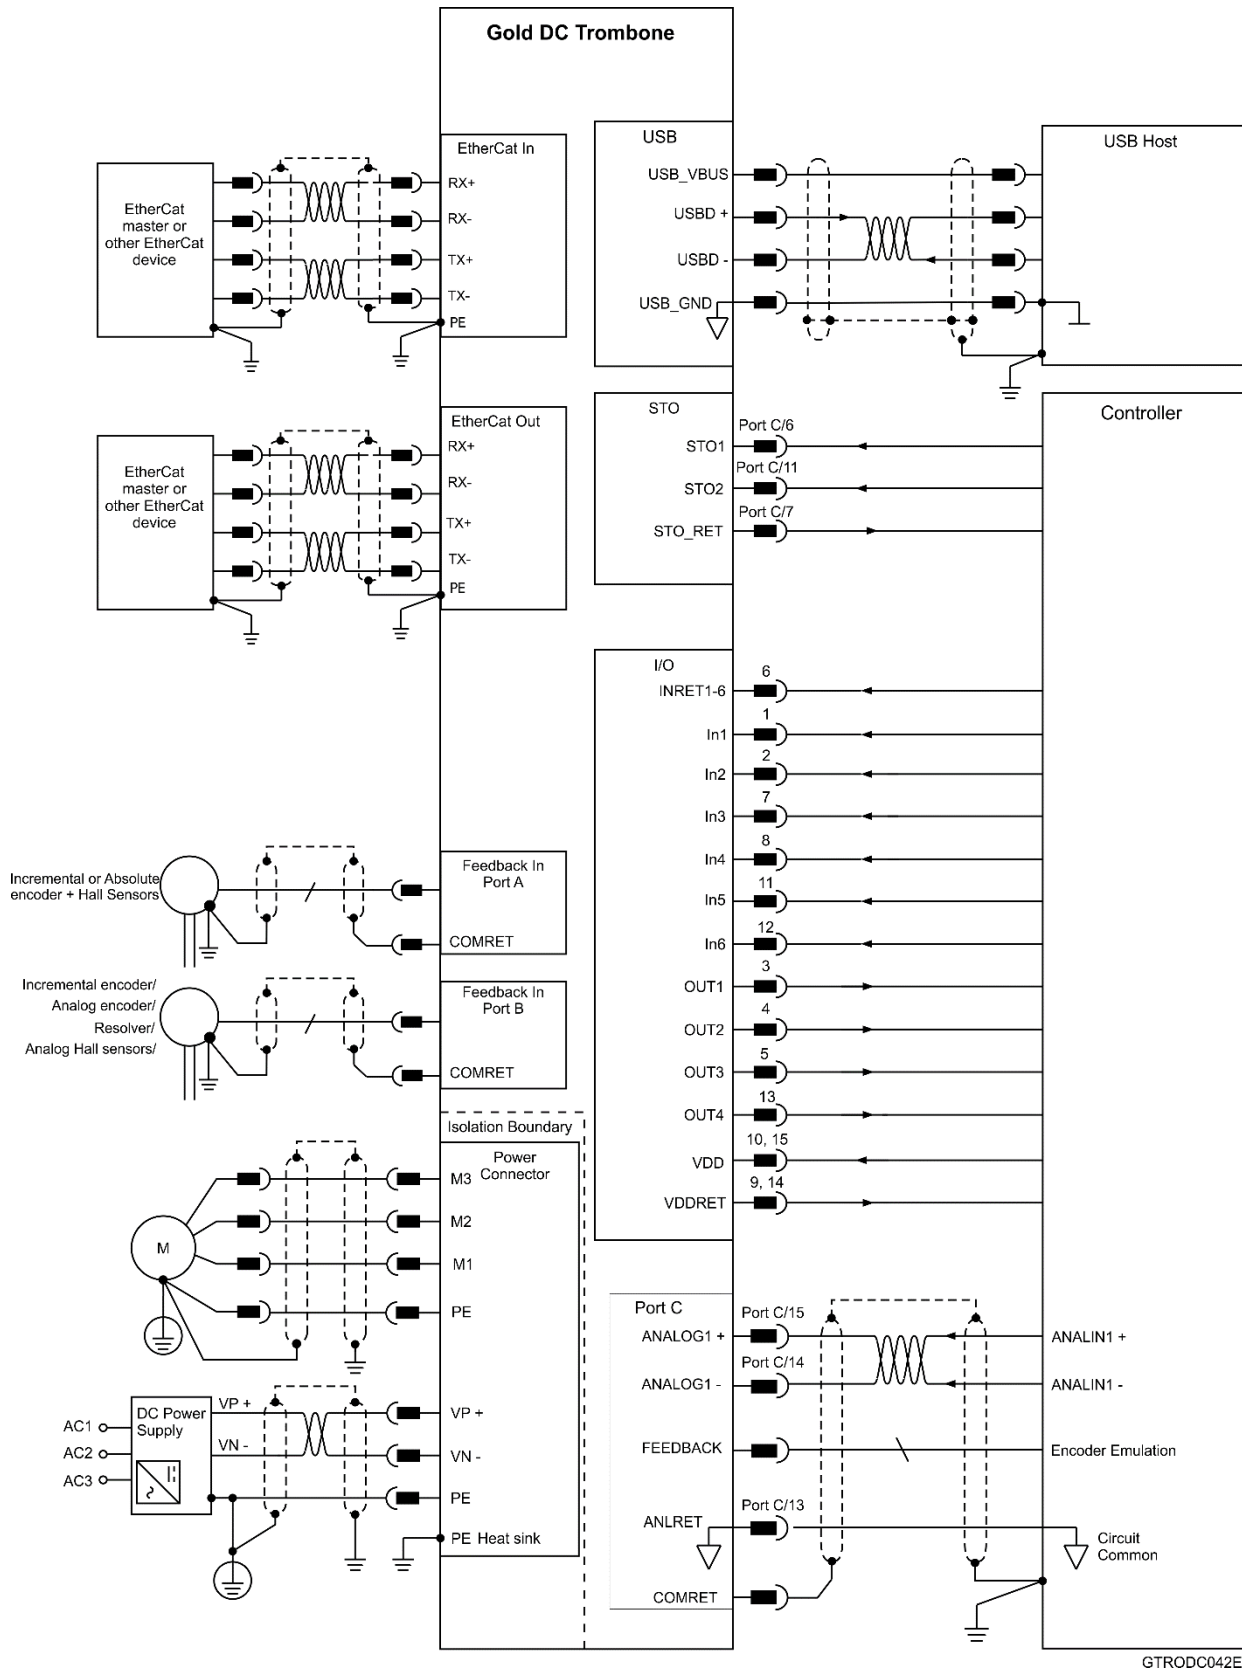 Gold DC Trombone
EtherCat In
EtherCat
master or
other EtherCat
device
RX+
RX-
TX+
TX-
PE
EtherCat Out
EtherCat
master or
other EtherCat
device
RX+
RX-
TX+
TX-
PE
Incremental or Absolute
encoder + Hall Sensors
Feedback In
Port A
COMRET
Incremental encoder/
Analog encoder/
Resolver/
Analog Hall sensors/
Feedback In
Port B
COMRET
Isolation Boundary
Power
Connector
M
M3
M2
M1
PE
AC1
AC2
AC3
DC Power
Supply
VP +
VN -
VP +
VN -
PE
PE Heat sink
USB
USB_VBUS
USBD +
USBD -
USB_GND
USB Host
STO
STO1
Port C/6
STO2
Port C/11
STO_RET
Port C/7
Controller
I/O
INRET1-6
6
In1
1
In2
2
In3
7
In4
8
In5
11
In6
12
OUT1
3
OUT2
4
OUT3
5
OUT4
13
VDD
10, 15
VDDRET
9, 14
Port C
ANALOG1 +
Port C/15
ANALIN1 +
ANALOG1 -
Port C/14
ANALIN1 -
FEEDBACK
Encoder Emulation
ANLRET
Port C/13
Circuit
Common
COMRET
GTRODC042E